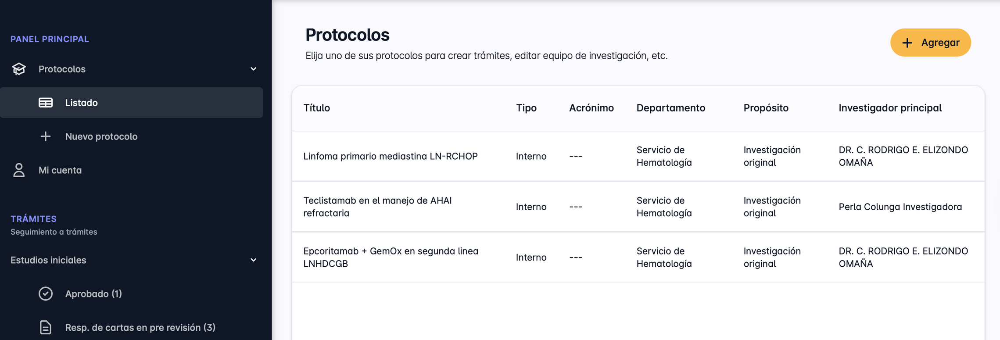 PANEL PRINCIPAL
Protocolos
Listado
Nuevo protocolo
Mi cuenta
TRÁMITES
Seguimiento a trámites
Estudios iniciales
Aprobado (1)
Resp. de cartas en pre revisión (3)
Protocolos
Elija uno de sus protocolos para crear trámites, editar equipo de investigación, etc.
Agregar
Título Tipo Acrónimo Departamento Propósito Investigador principal
Linfoma primario mediastina LN-RCHOP Interno --- Servicio de Investigación DR. C. RODRIGO E. ELIZONDO
Hematología original OMAÑA
Teclistamab en el manejo de AHAI Interno --- Servicio de Investigación Perla Colunga Investigadora
refractaria Hematología original
Epcoritamab + GemOx en segunda linea Interno --- Servicio de Investigación DR. C. RODRIGO E. ELIZONDO
LNHDCGB Hematología original OMAÑA